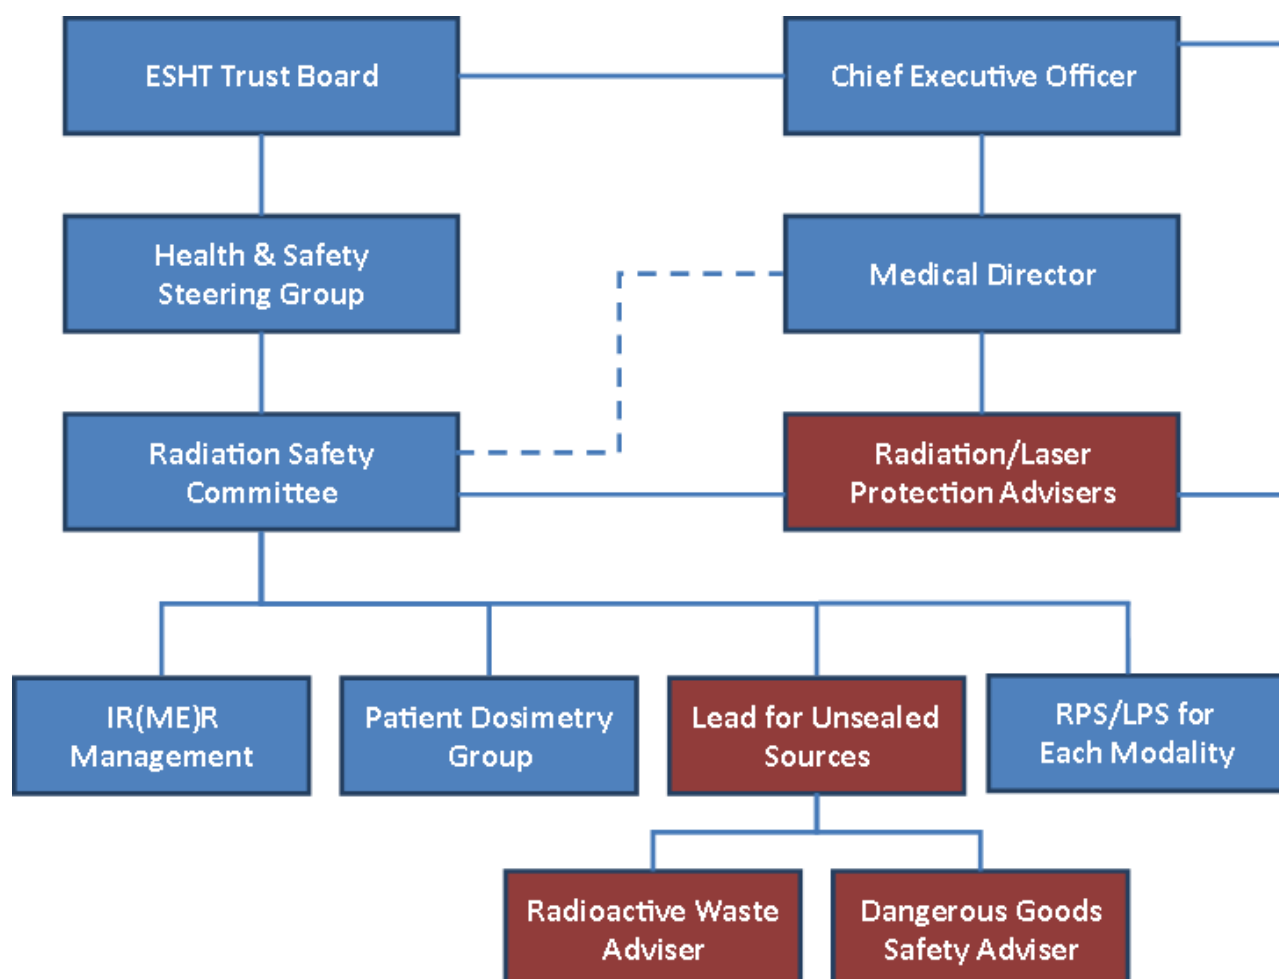 ESHT Trust Board
Chief Executive Officer
Health & Safety
Steering Group
Medical Director
Radiation Safety
Committee
Radiation/Laser
Protection Advisers
IR(ME)R
Management
Patient Dosimetry
Group
Lead for Unsealed
Sources
RPS/LPS for
Each Modality
Radioactive Waste
Adviser
Dangerous Goods
Safety Adviser